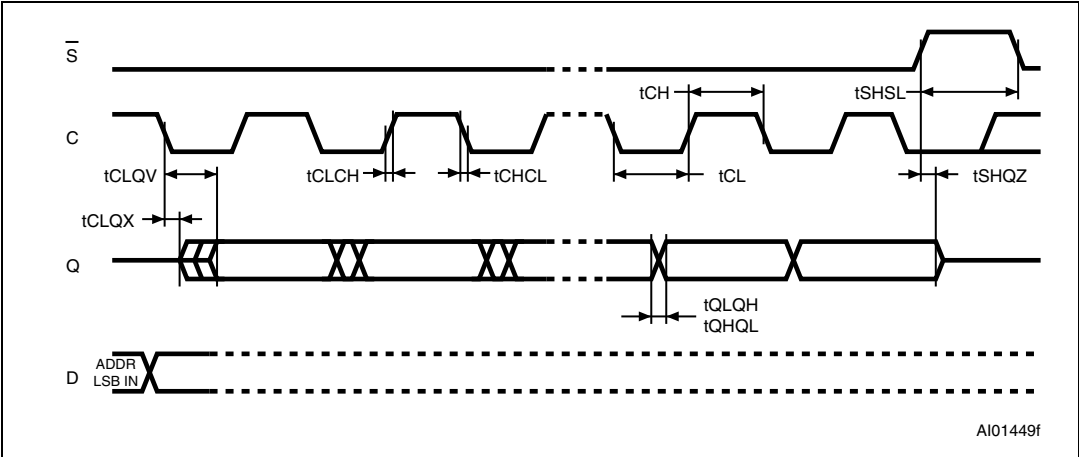 S
tCH
tSHSL
C
tCLQV
tCLCH
tCHCL
tCL
tSHQZ
tCLQX
Q
tQLQH
tQHQL
ADDR
D
LSB IN
AI01449f